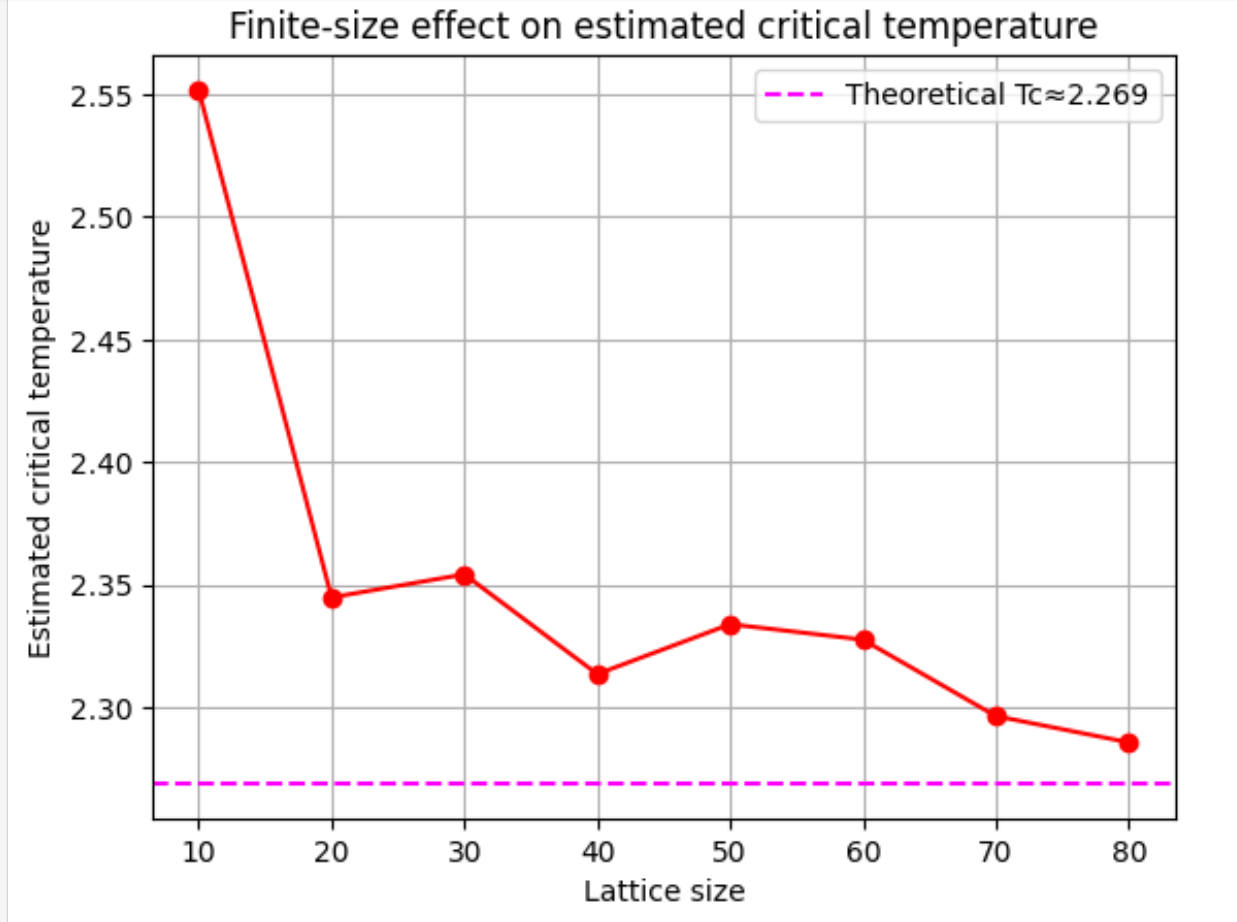 Finite-size effect on estimated critical temperature
Theoretical Tc≈2.269
Estimated critical temperature
2.55
2.50
2.45
2.40
2.35
2.30
10 20 30 40 50 60 70 80
Lattice size